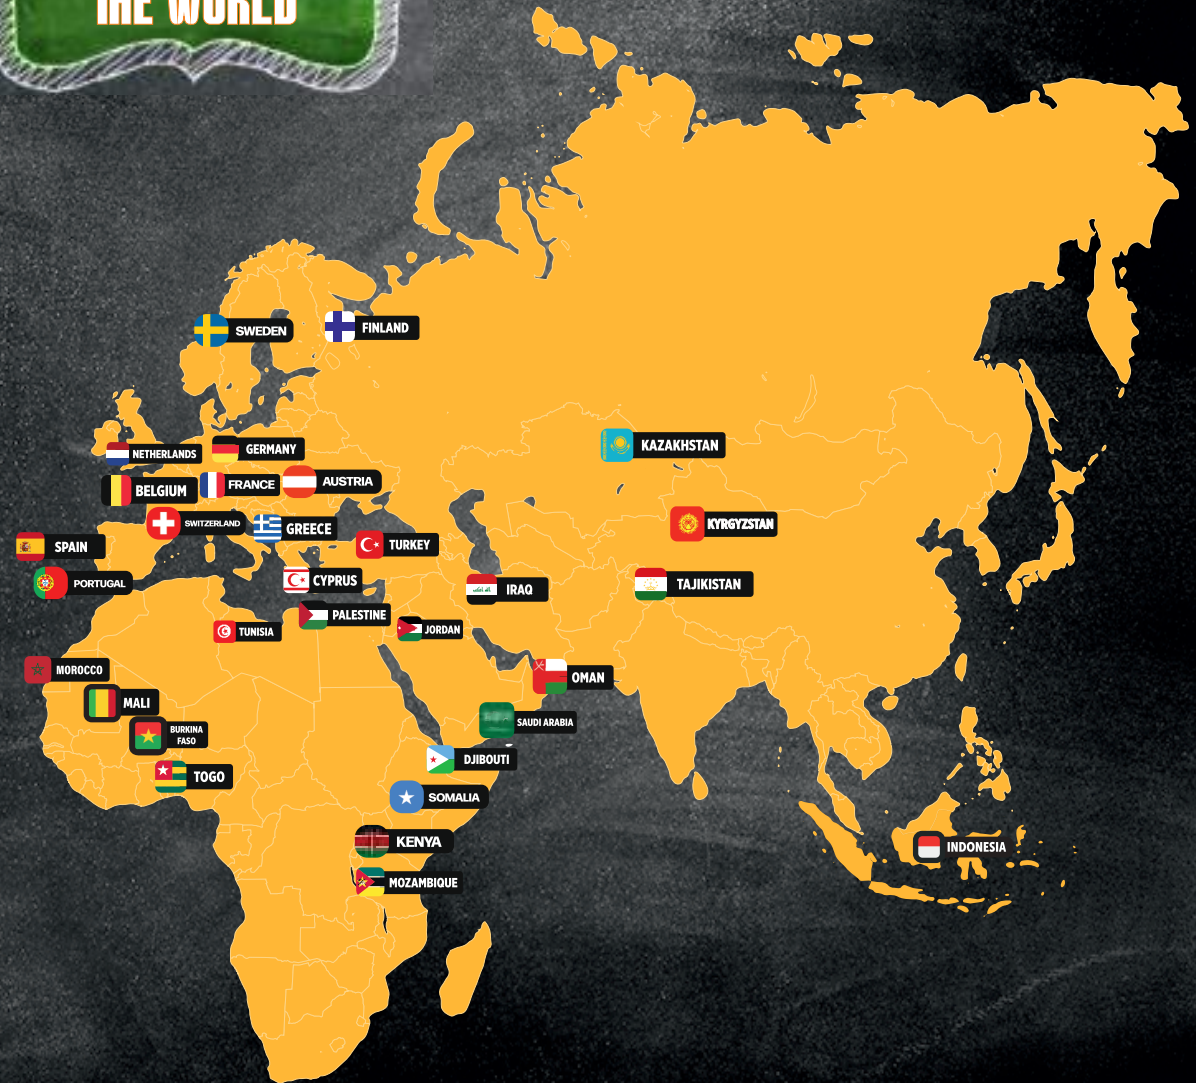 THE WORLD
SWEDEN
FINLAND
NETHERLANDS
GERMANY
KAZAKHSTAN
BELGIUM
FRANCE
AUSTRIA
SWITZERLAND
GREECE
KYRGYZSTAN
SPAIN
TURKEY
PORTUGAL
CYPRUS
IRAQ
TAJIKISTAN
PALESTINE
TUNISIA
JORDAN
MOROCCO
OMAN
MALI
SAUDI ARABIA
BURKINA
FASO
DJIBOUTI
TOGO
SOMALIA
KENYA
INDONESIA
MOZAMBIQUE